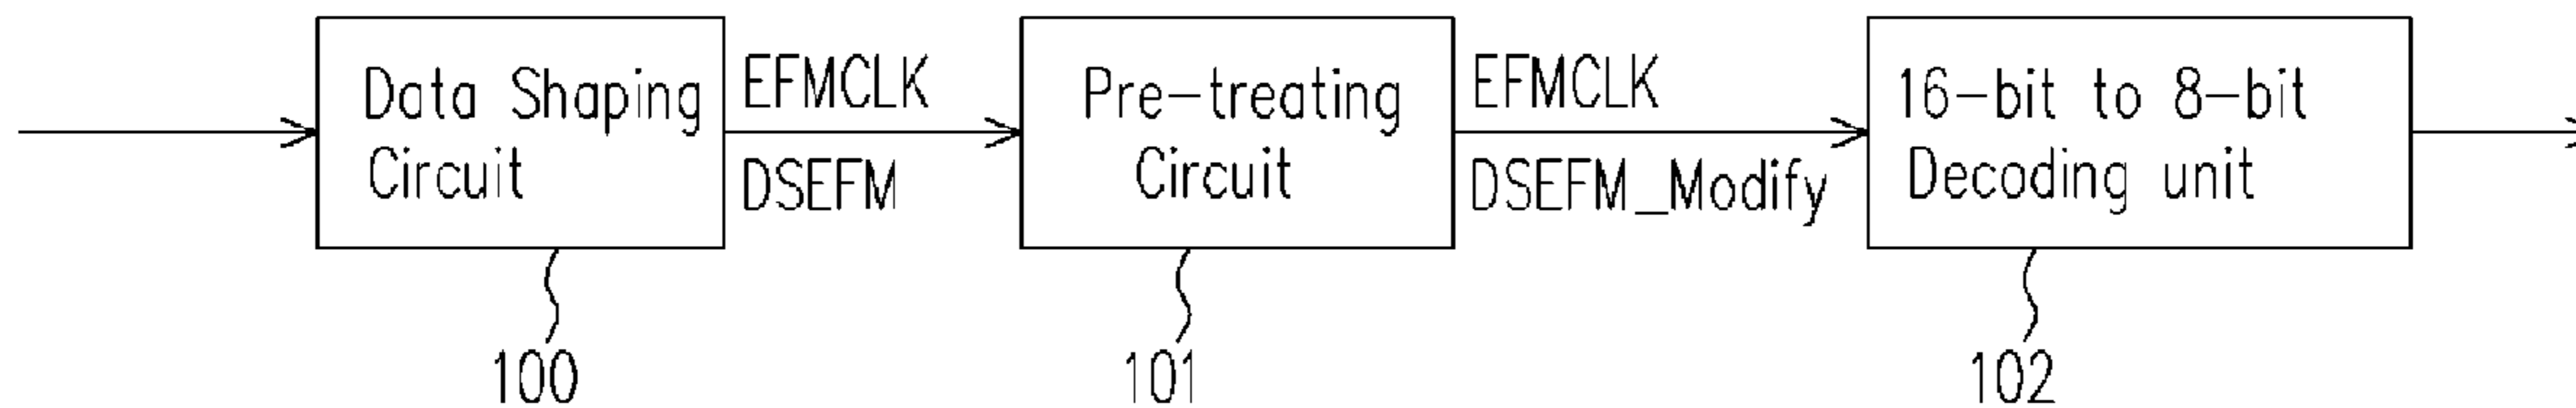 Data Shaping
Circuit
EFMCLK
DSEFM
Pre-treating
Circuit
EFMCLK
DSEFM_Modify
16-bit to 8-bit
Decoding unit
100
101
102